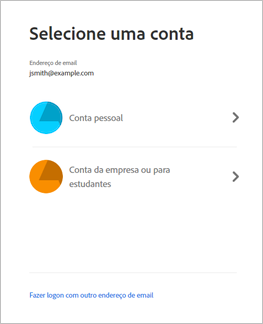 Selecione uma conta
Endereço de email
jsmith@example.com
Conta pessoal
Conta da empresa ou para
estudantes
Fazer logon com outro endereço de email